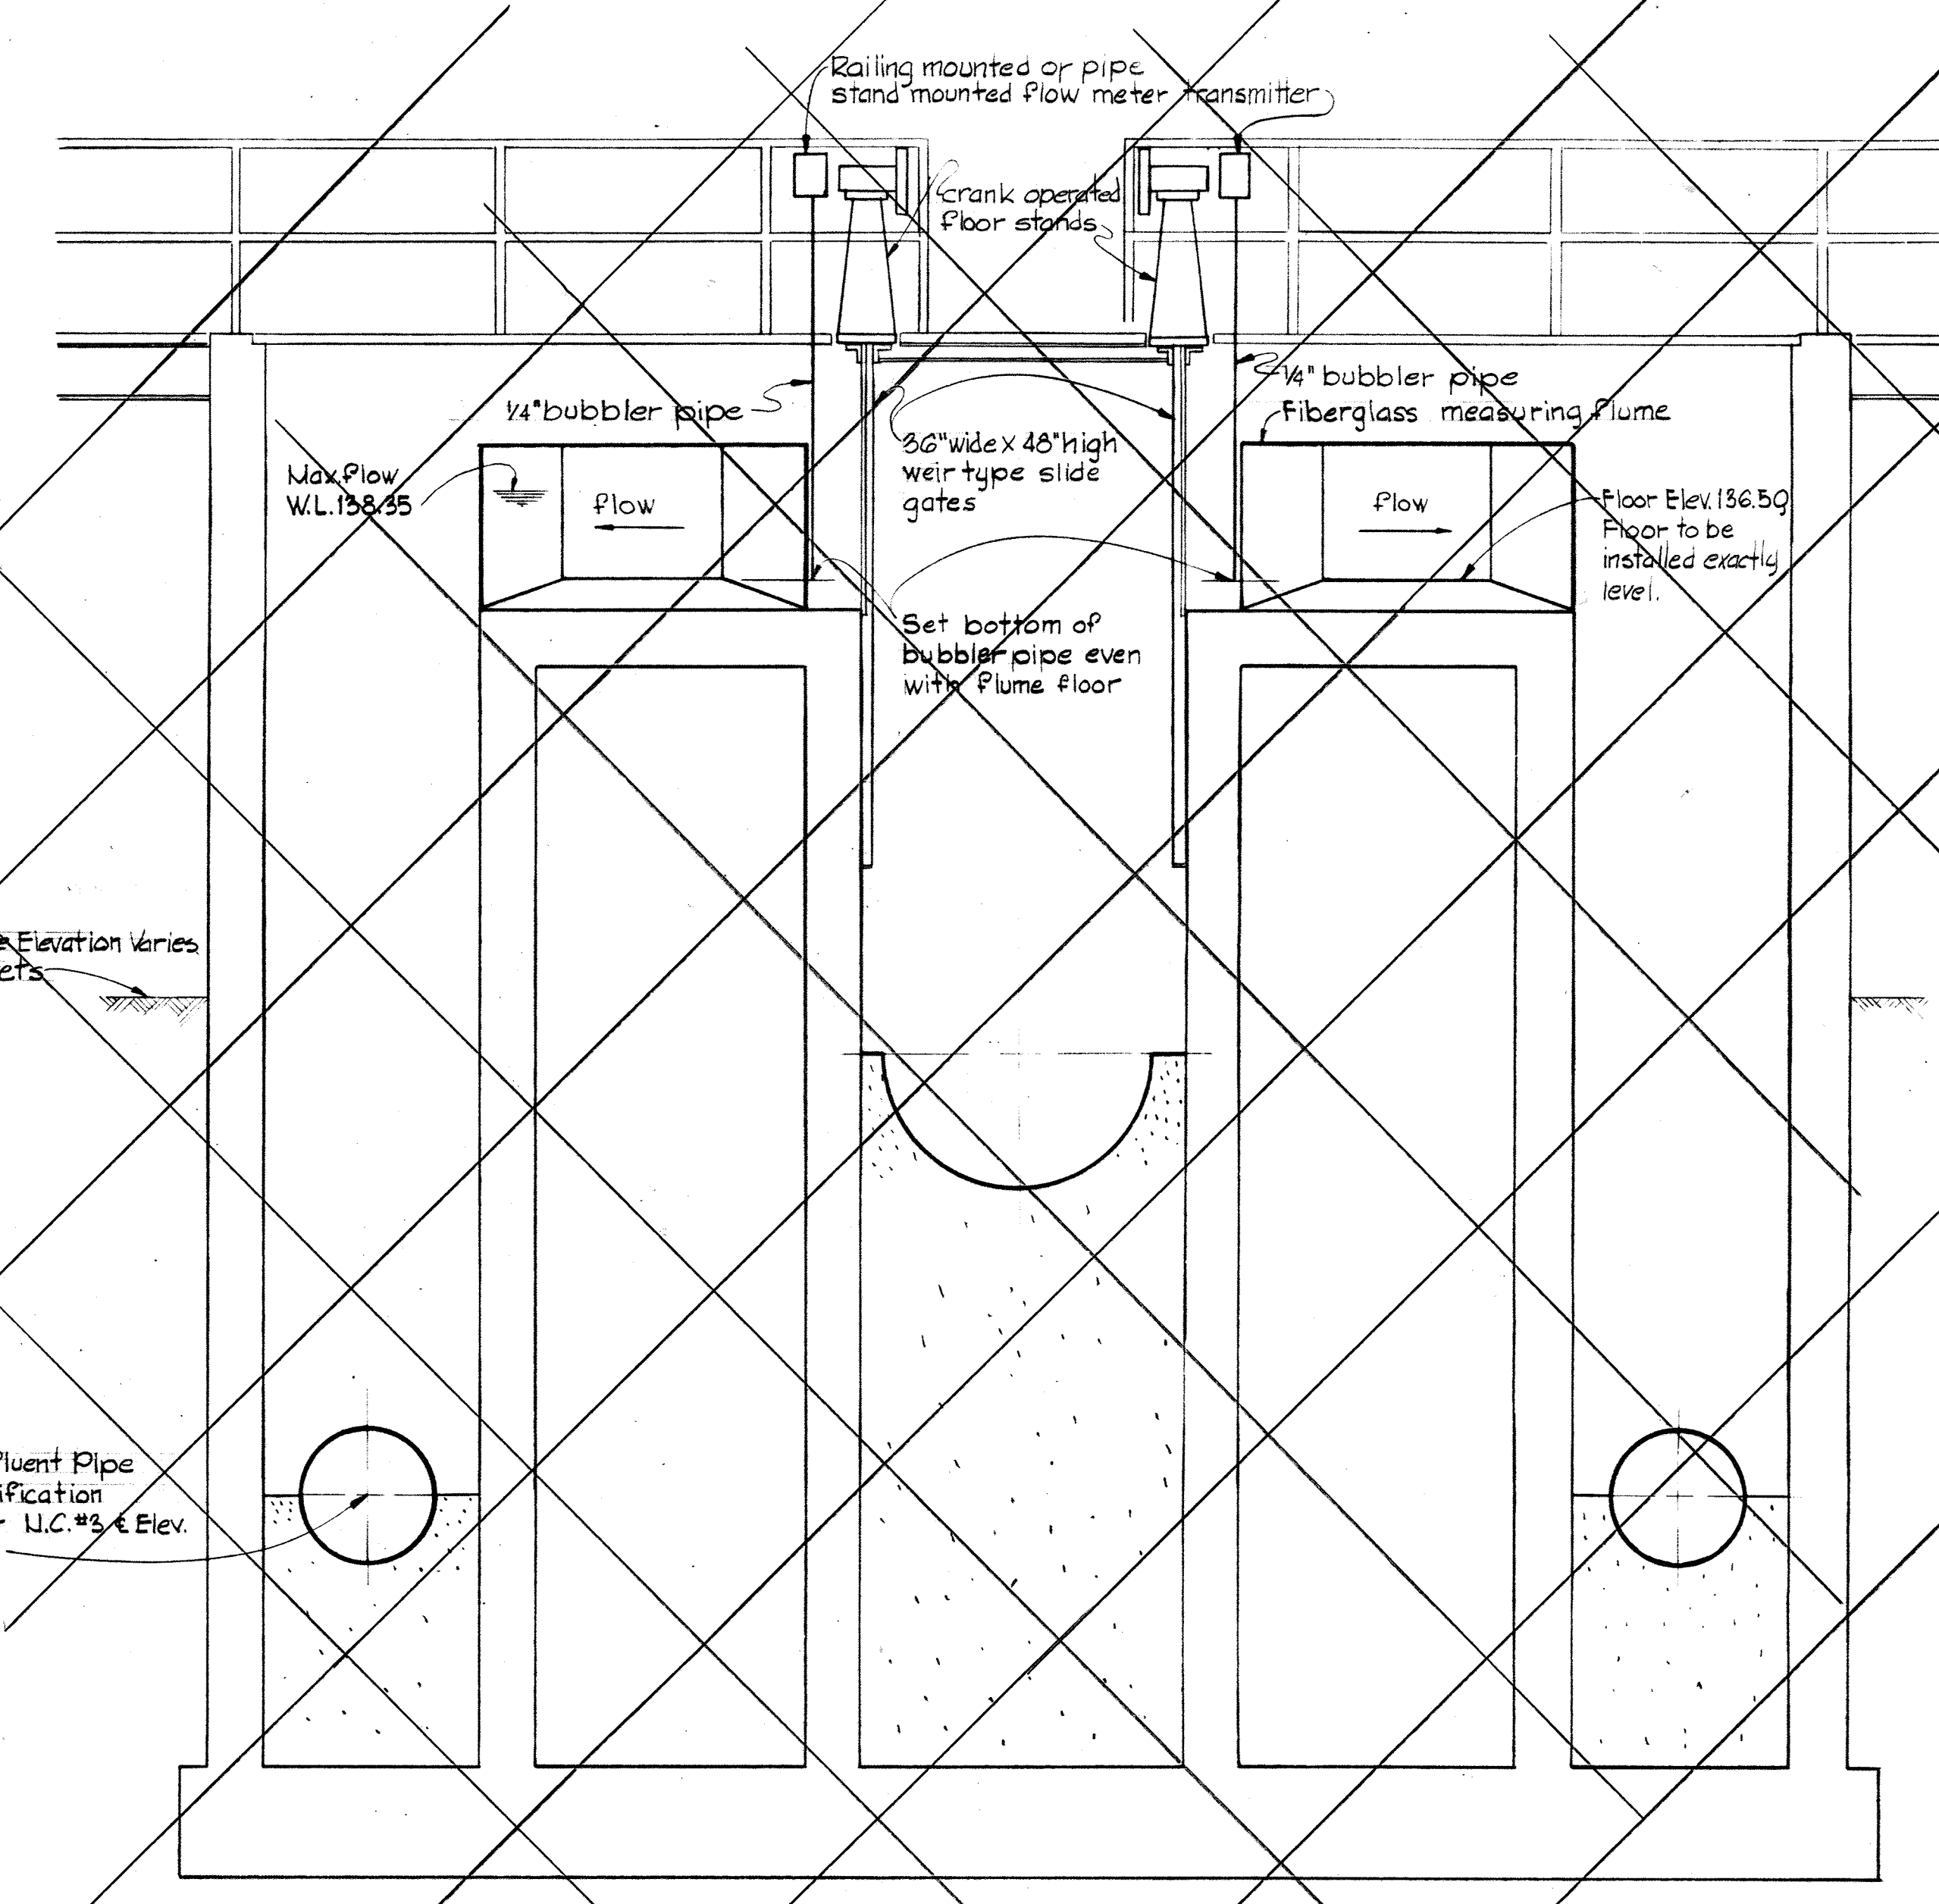 Railing mounted or pipe
stand mounted flow meter transmitter
Crank operated
floor stands
1/4" bubbler pipe
1/4" bubbler pipe
Fiberglass measuring flume
Max. flow
W.L. 138.35
flow
36" wide x 48" high
weir type slide
gates
flow
Floor Elev. 136.50
Floor to be
installed exactly
level.
Set bottom of
bubbler pipe even
with flume floor
Elevation Varies
N.C. #3 ℄ Elev.
Pipe